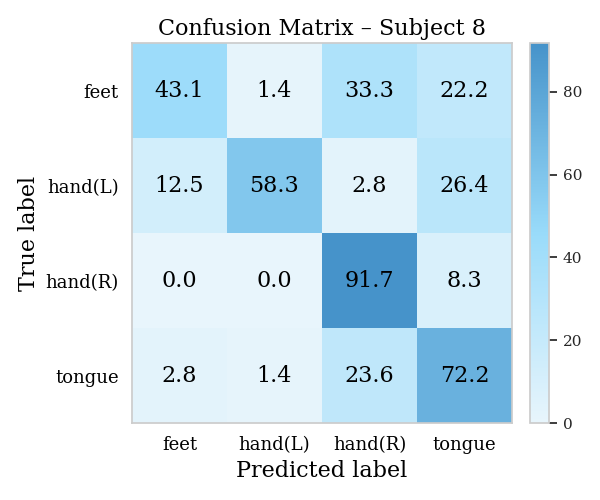 Confusion Matrix – Subject 8
True label
feet 43.1 1.4 33.3 22.2
hand(L) 12.5 58.3 2.8 26.4
hand(R) 0.0 0.0 91.7 8.3
tongue 2.8 1.4 23.6 72.2
feet hand(L) hand(R) tongue
Predicted label
80
60
40
20
0